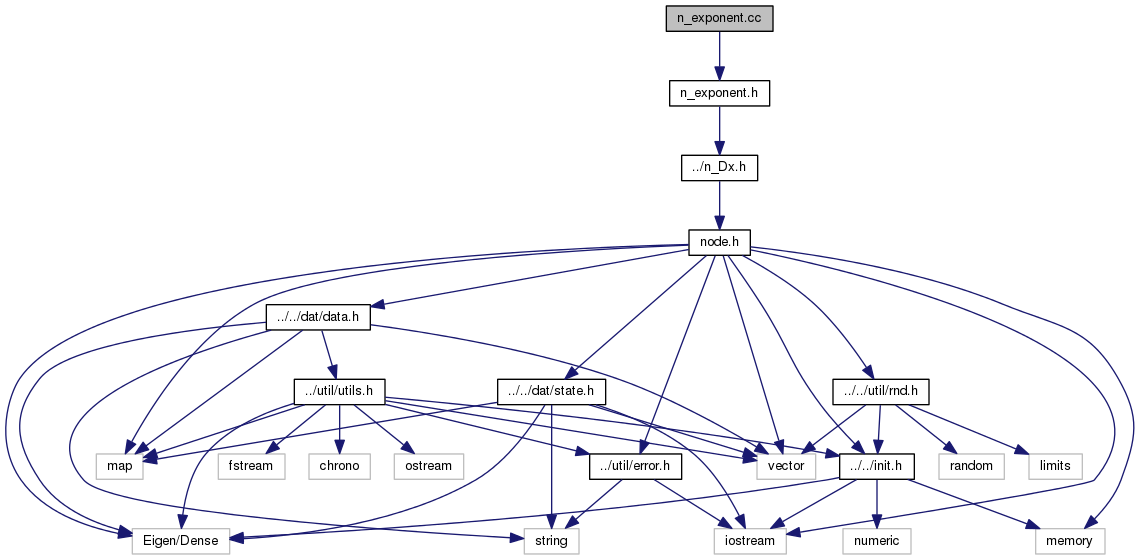 n_exponent.cc
n_exponent.h
../n_Dx.h
node.h
../../dat/data.h
../util/utils.h
../../dat/state.h
../../util/rnd.h
map
fstream
chrono
ostream
../util/error.h
vector
../../init.h
random
limits
Eigen/Dense
string
iostream
numeric
memory